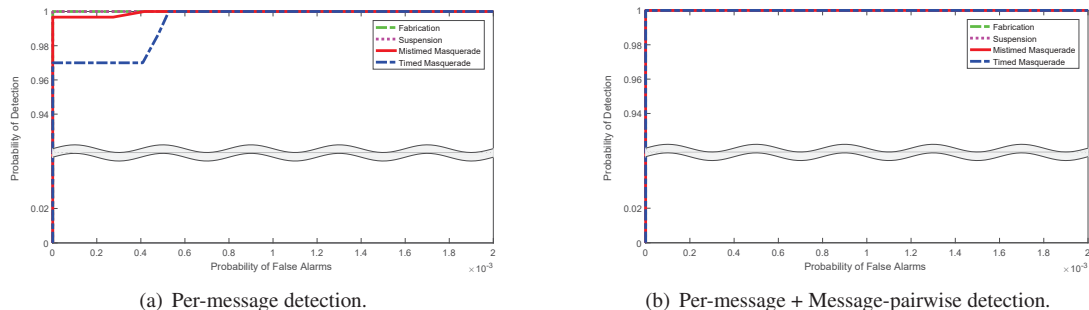 1
0.98
0.96
0.94
0.02
0
Probability of Detection
Fabrication
Suspension
Mistimed Masquerade
Timed Masquerade
0 0.2 0.4 0.6 0.8 1 1.2 1.4 1.6 1.8 2
Probability of False Alarms
×10⁻³
(a) Per-message detection.
1
0.98
0.96
0.94
0.02
0
Probability of Detection
Fabrication
Suspension
Mistimed Masquerade
Timed Masquerade
0 0.2 0.4 0.6 0.8 1 1.2 1.4 1.6 1.8 2
Probability of False Alarms
×10⁻³
(b) Per-message + Message-pairwise detection.